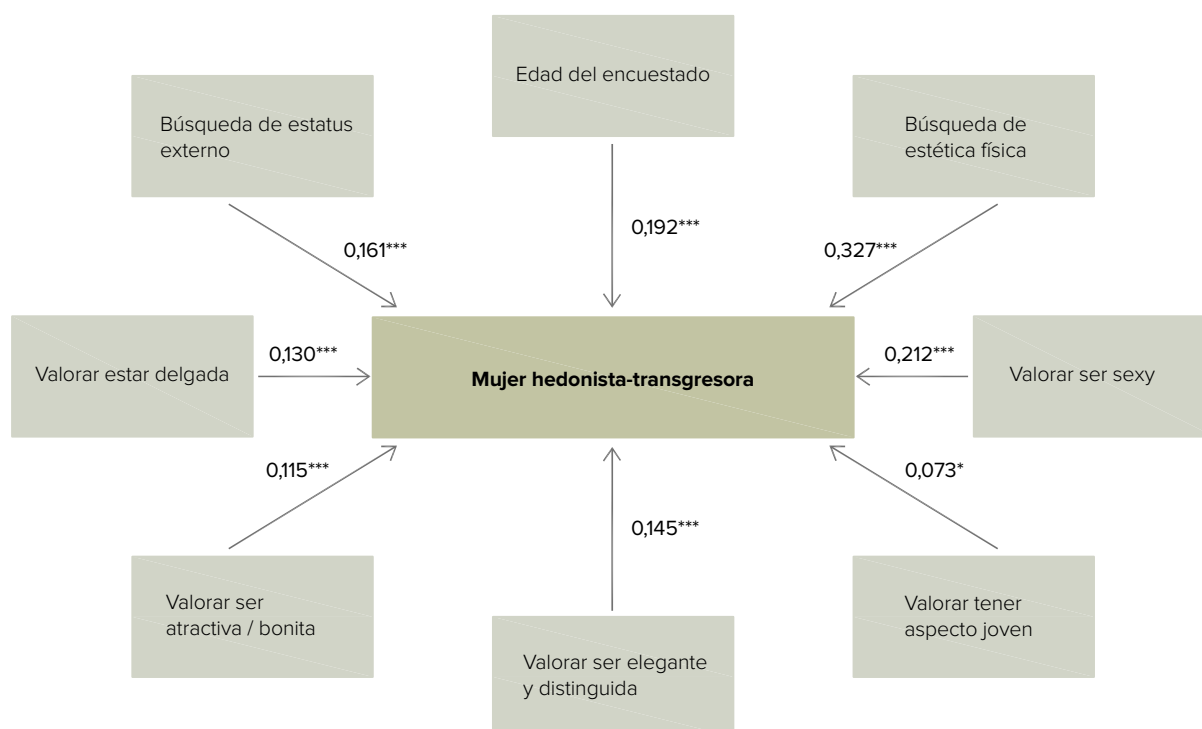 Edad del encuestado
Búsqueda de estatus
externo
Búsqueda de
estética física
0,161***
0,192***
0,327***
Valorar estar delgada
0,130***
Mujer hedonista-transgresora
0,212***
Valorar ser sexy
0,115***
0,145***
0,073*
Valorar ser
atractiva / bonita
Valorar ser elegante
y distinguida
Valorar tener
aspecto joven